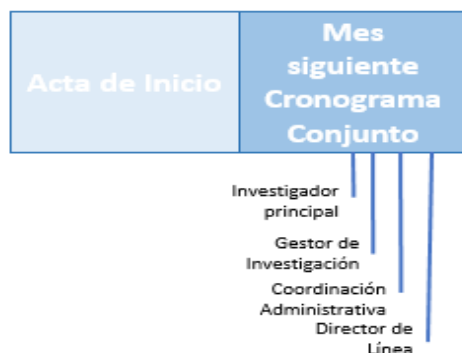 Acta de Inicio
Mes
siguiente
Cronograma
Conjunto
Investigador
principal
Gestor de
Investigación
Coordinación
Administrativa
Director de
Línea